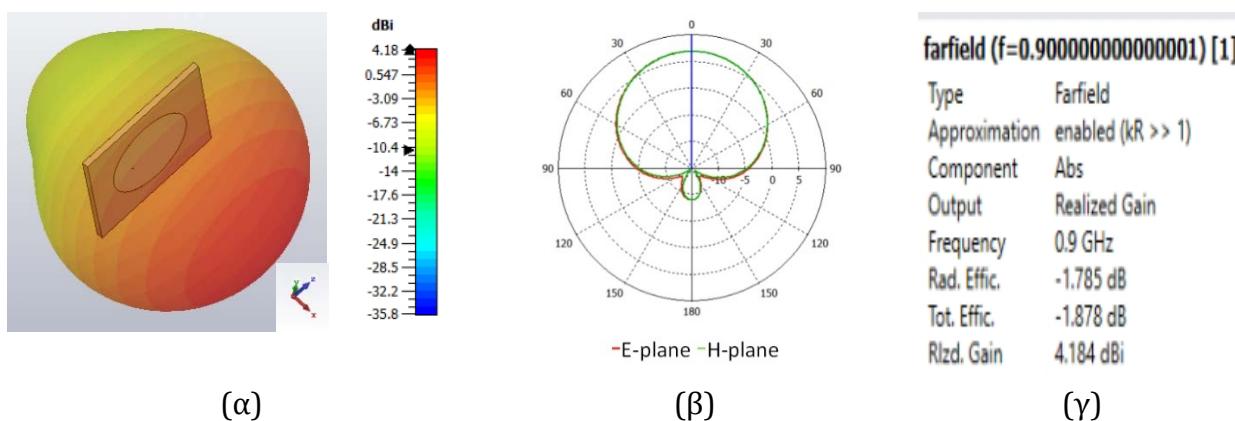 dBi
4.18
0.547
-3.09
-6.73
-10.4
-14
-17.7
-21.3
-24.9
-28.5
-32.2
-35.8
y
z
x
0
30
30
60
60
90
90
-10
-5
0
5
120
120
150
150
180
E-plane
H-plane
farfield (f=0.900000000000001) [1]
Type Farfield
Approximation enabled (kR >> 1)
Component Abs
Output Realized Gain
Frequency 0.9 GHz
Rad. Effic. -1.785 dB
Tot. Effic. -1.878 dB
Rlzd. Gain 4.184 dBi
(α)
(β)
(γ)